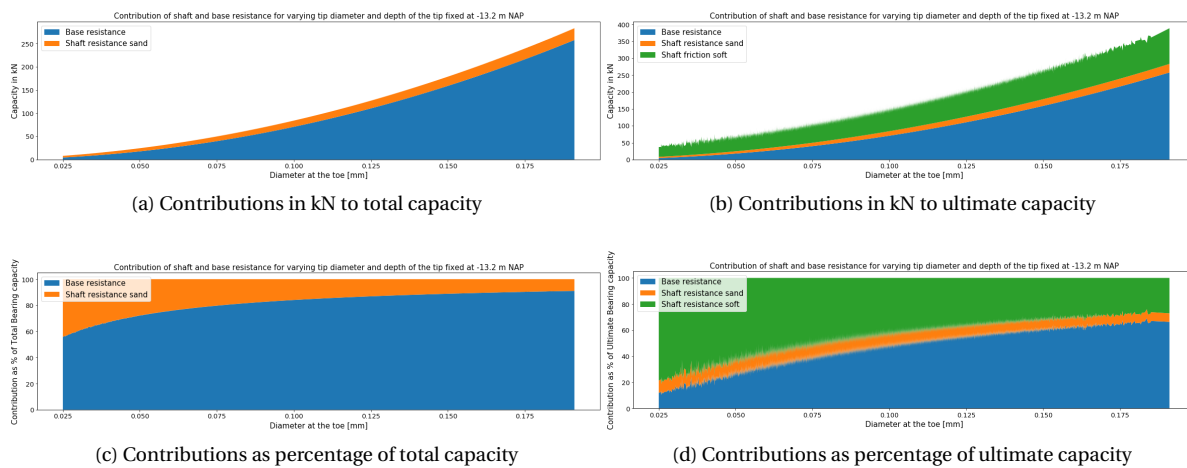 Contribution of shaft and base resistance for varying tip diameter and depth of the tip fixed at -13.2 m NAP
Base resistance
Shaft resistance sand
Capacity in kN
250
200
150
100
50
0
0.025
0.050
0.075
0.100
0.125
0.150
0.175
Diameter at the toe [mm]
(a) Contributions in kN to total capacity
Contribution of shaft and base resistance for varying tip diameter and depth of the tip fixed at -13.2 m NAP
Base resistance
Shaft resistance sand
Shaft friction soft
Capacity in kN
400
350
300
250
200
150
100
50
0
0.025
0.050
0.075
0.100
0.125
0.150
0.175
Diameter at the toe [mm]
(b) Contributions in kN to ultimate capacity
Contribution of shaft and base resistance for varying tip diameter and depth of the tip fixed at -13.2 m NAP
Base resistance
Shaft resistance sand
Contribution as % of Total Bearing capacity
100
80
60
40
20
0
0.025
0.050
0.075
0.100
0.125
0.150
0.175
Diameter at the toe [mm]
(c) Contributions as percentage of total capacity
Contribution of shaft and base resistance for varying tip diameter and depth of the tip fixed at -13.2 m NAP
Base resistance
Shaft resistance sand
Shaft resistance soft
Contribution as % of Ultimate Bearing capacity
100
80
60
40
20
0
0.025
0.050
0.075
0.100
0.125
0.150
0.175
Diameter at the toe [mm]
(d) Contributions as percentage of ultimate capacity